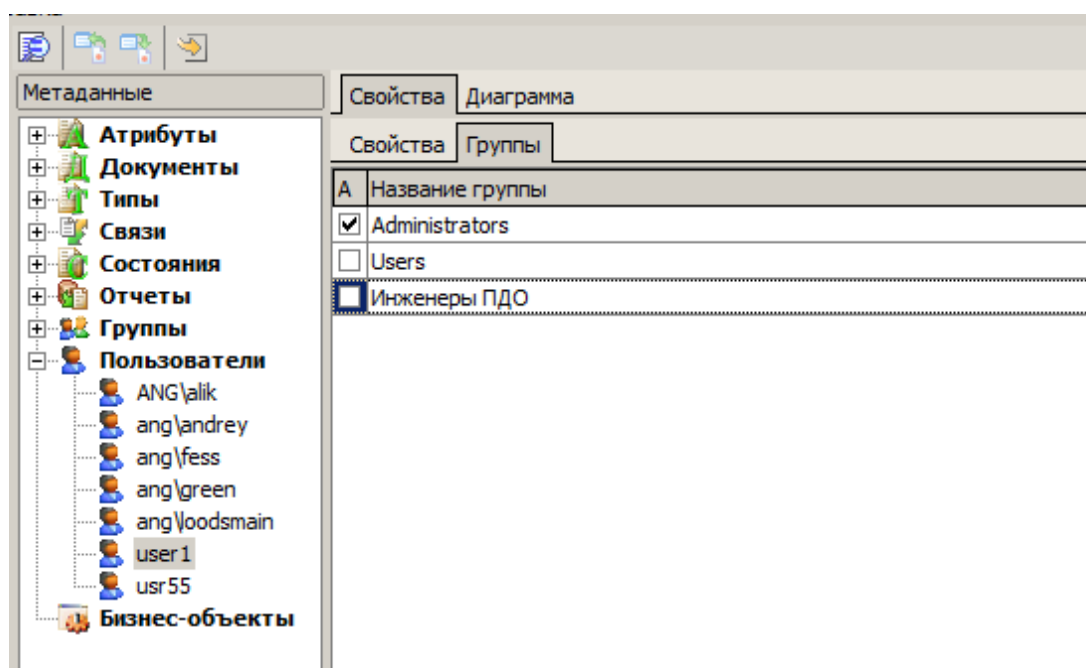 Метаданные
Атрибуты
Документы
Типы
Связи
Состояния
Отчеты
Группы
Пользователи
ANG\alik
ang\andrey
ang\fess
ang\green
ang\loodsmain
user1
usr55
Бизнес-объекты
Свойства Диаграмма
Свойства Группы
А Название группы
Administrators
Users
Инженеры ПДО